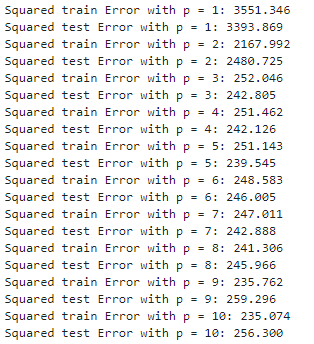 Squared train Error with p = 1: 3551.346
Squared test Error with p = 1: 3393.869
Squared train Error with p = 2: 2167.992
Squared test Error with p = 2: 2480.725
Squared train Error with p = 3: 252.046
Squared test Error with p = 3: 242.805
Squared train Error with p = 4: 251.462
Squared test Error with p = 4: 242.126
Squared train Error with p = 5: 251.143
Squared test Error with p = 5: 239.545
Squared train Error with p = 6: 248.583
Squared test Error with p = 6: 246.005
Squared train Error with p = 7: 247.011
Squared test Error with p = 7: 242.888
Squared train Error with p = 8: 241.306
Squared test Error with p = 8: 245.966
Squared train Error with p = 9: 235.762
Squared test Error with p = 9: 259.296
Squared train Error with p = 10: 235.074
Squared test Error with p = 10: 256.300